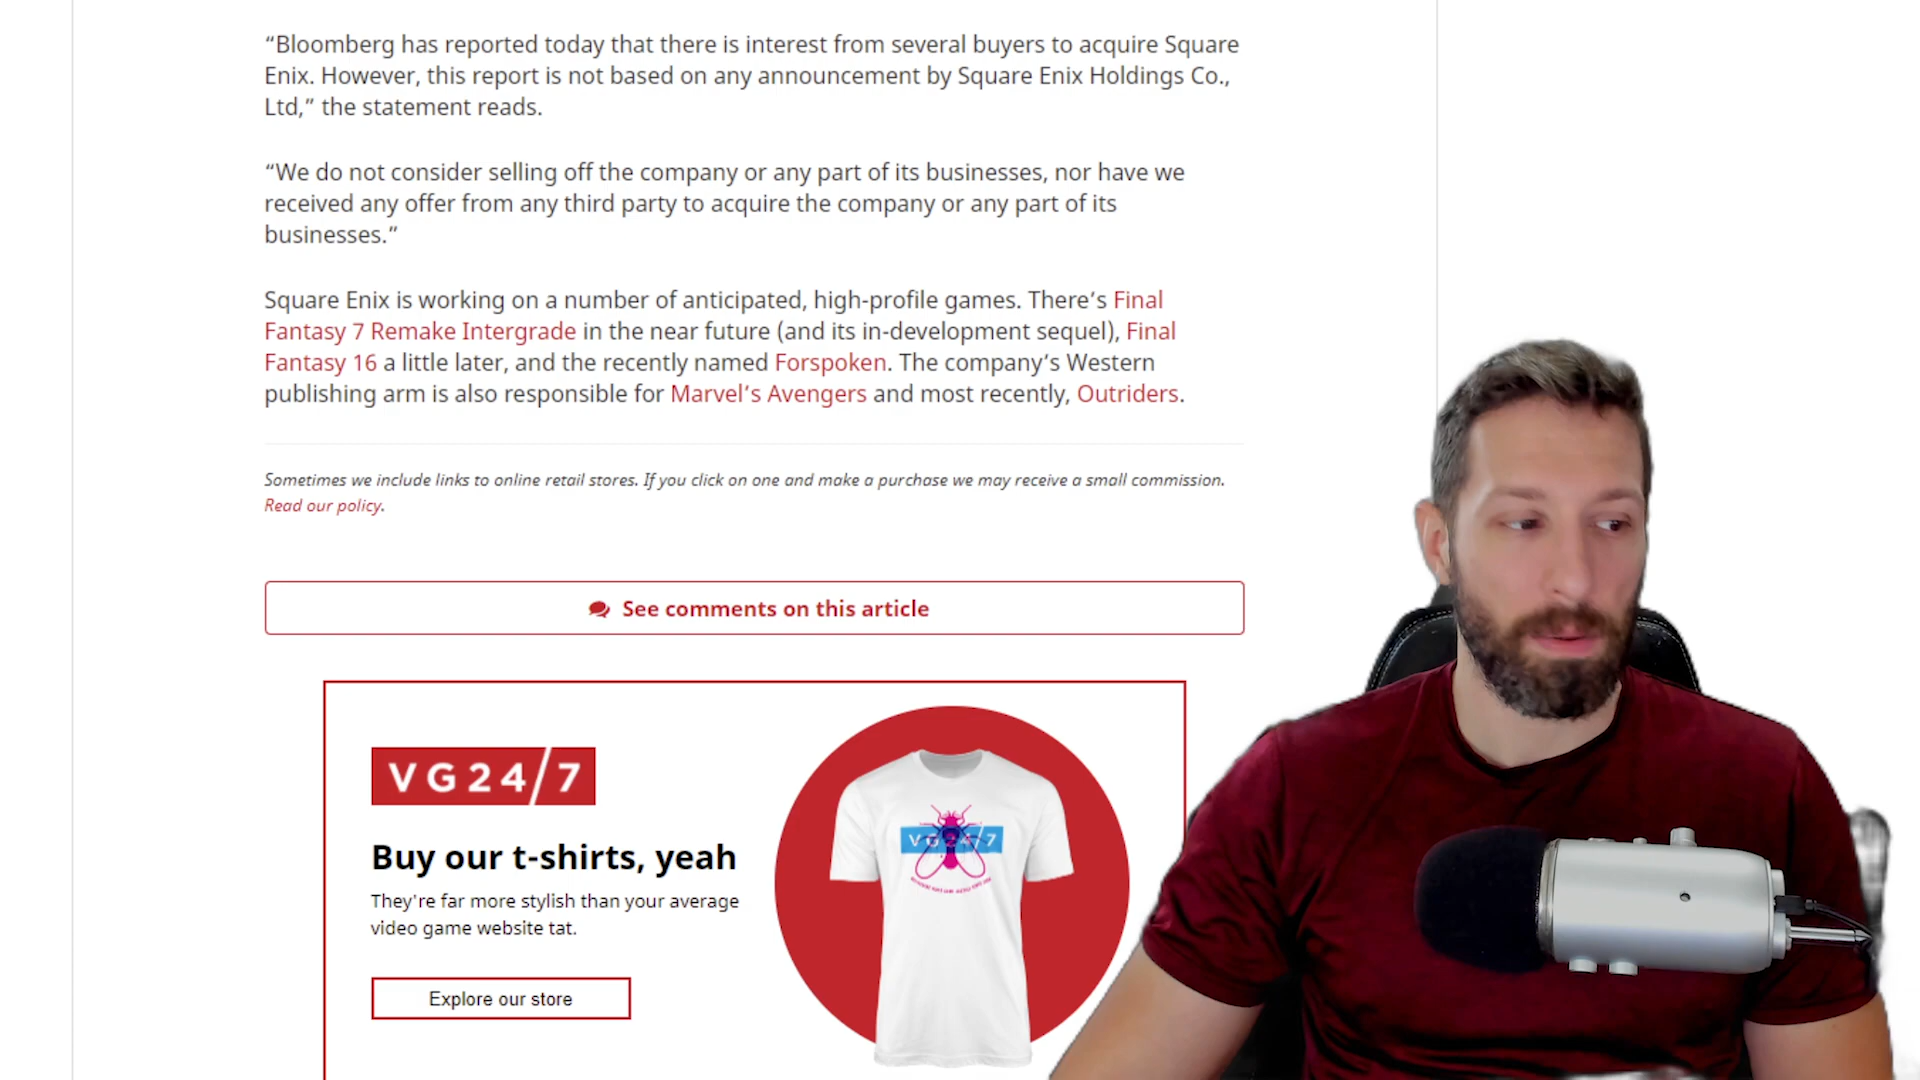 “Bloomberg has reported today that there is interest from several buyers to acquire Square
Enix. However, this report is not based on any announcement by Square Enix Holdings Co.,
Ltd,” the statement reads.
“We do not consider selling off the company or any part of its businesses, nor have we
received any offer from any third party to acquire the company or any part of its
businesses.”
Square Enix is working on a number of anticipated, high-profile games. There’s Final
Fantasy 7 Remake Intergrade in the near future (and its in-development sequel), Final
Fantasy 16 a little later, and the recently named Forspoken. The company’s Western
publishing arm is also responsible for Marvel’s Avengers and most recently, Outriders.
Sometimes we include links to online retail stores. If you click on one and make a purchase we may receive a small commission.
Read our policy.
See comments on this article
VG24/7
Buy our t-shirts, yeah
They're far more stylish than your average
video game website tat.
Explore our store
VG24/7